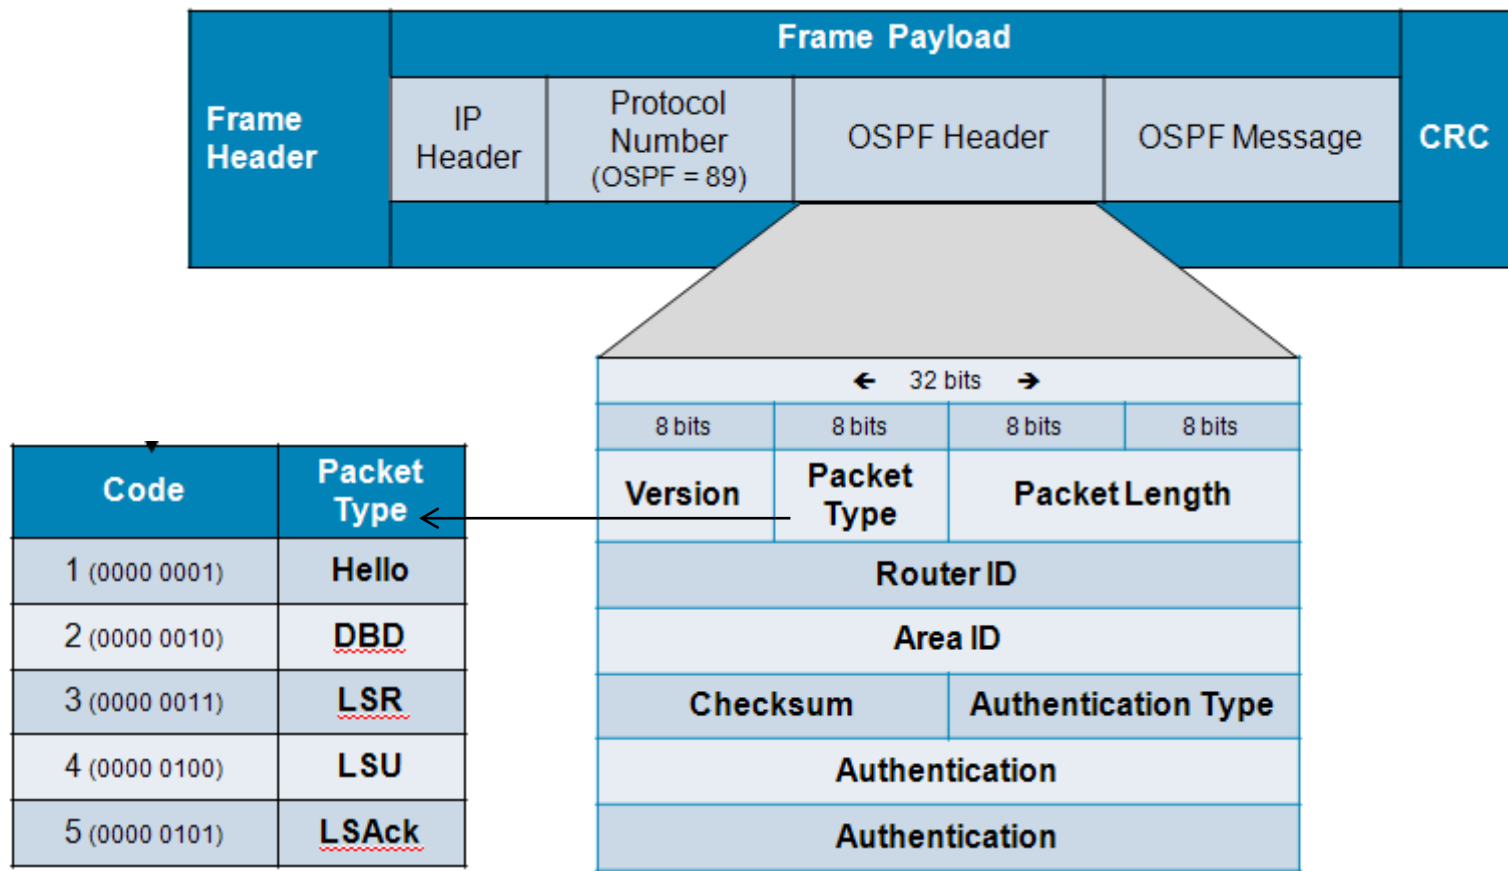 Frame Payload
Frame
Header
IP
Header
Protocol
Number
(OSPF = 89)
OSPF Header
OSPF Message
CRC
← 32 bits →
8 bits 8 bits 8 bits 8 bits
Version
Packet
Type
Packet Length
Router ID
Area ID
Checksum Authentication Type
Authentication
Authentication
Code
Packet
Type
1 (0000 0001) Hello
2 (0000 0010) DBD
3 (0000 0011) LSR
4 (0000 0100) LSU
5 (0000 0101) LSAck